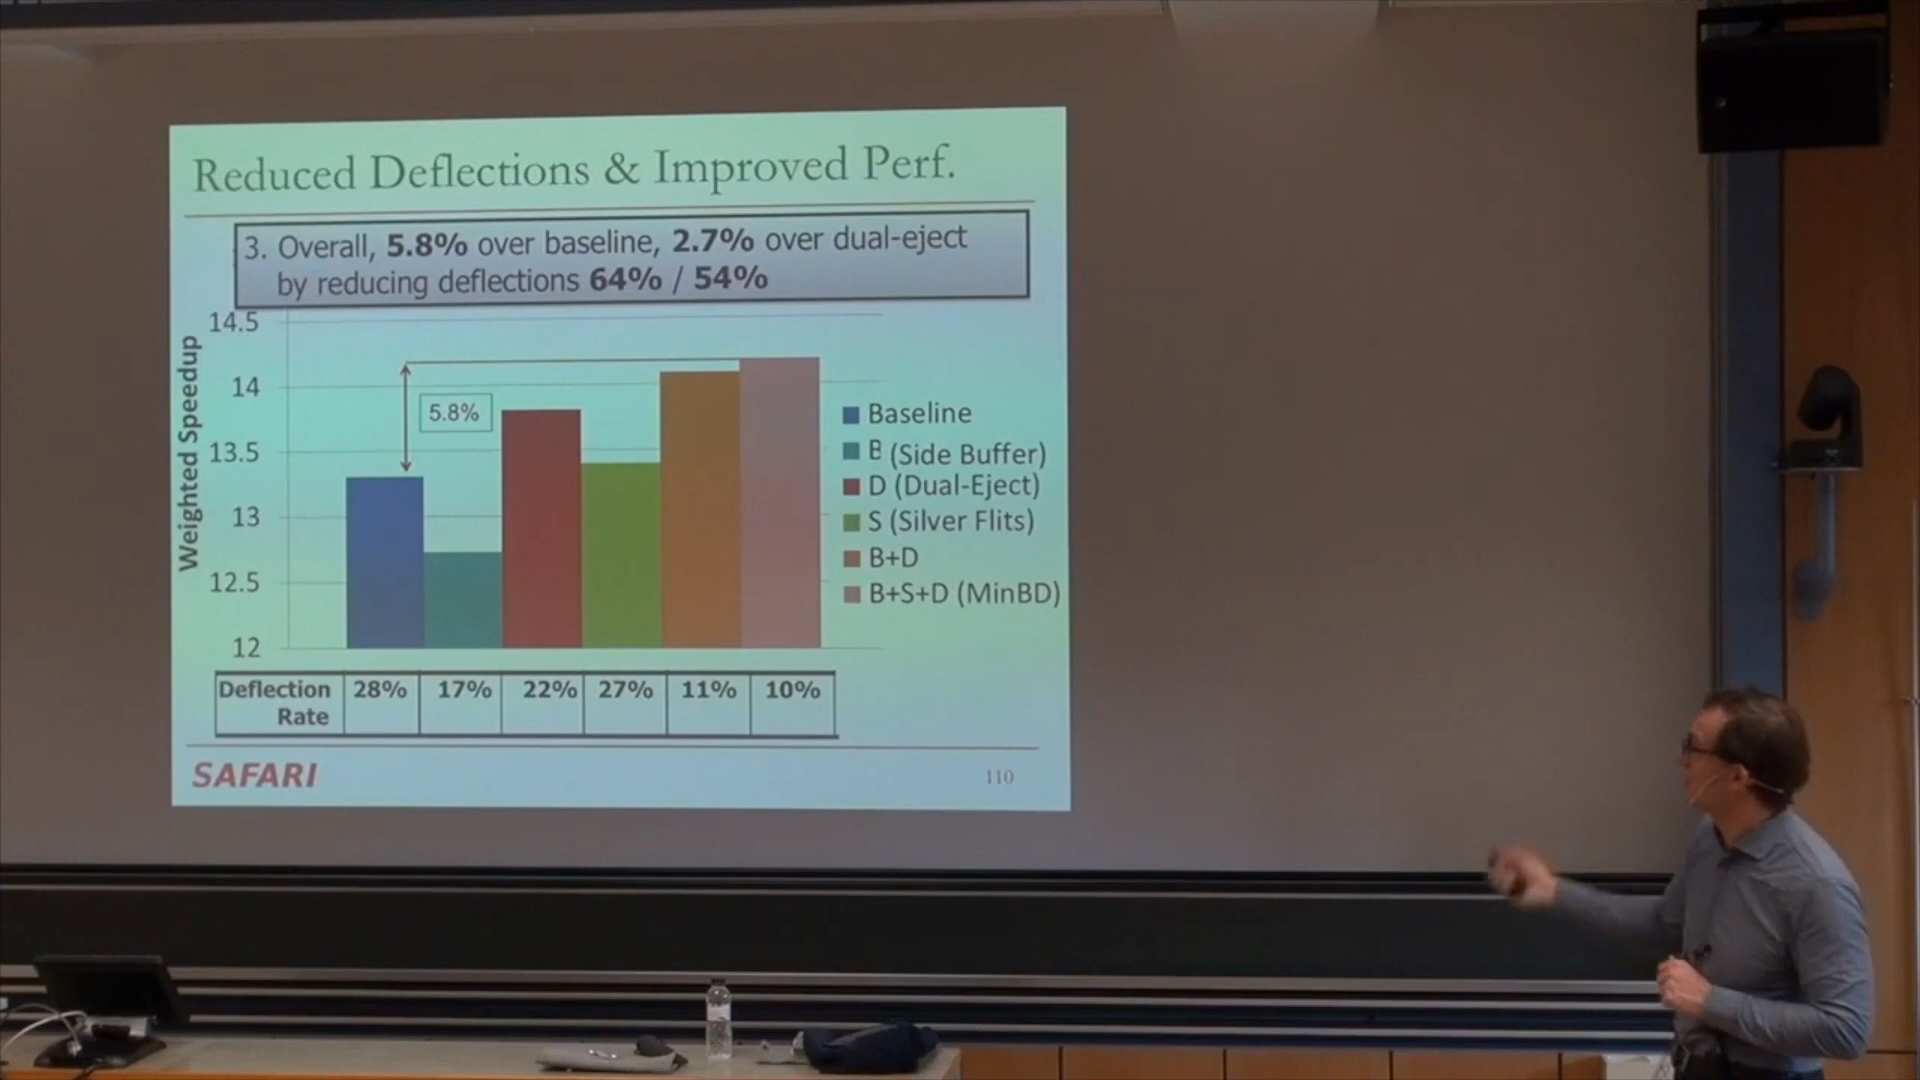 Reduced Deflections & Improved Perf.
3. Overall, 5.8% over baseline, 2.7% over dual-eject
by reducing deflections 64% / 54%
Weighted Speedup
14.5
14
13.5
13
12.5
12
5.8%
Baseline
B (Side Buffer)
D (Dual-Eject)
S (Silver Flits)
B+D
B+S+D (MinBD)
Deflection Rate 28% 17% 22% 27% 11% 10%
SAFARI
110